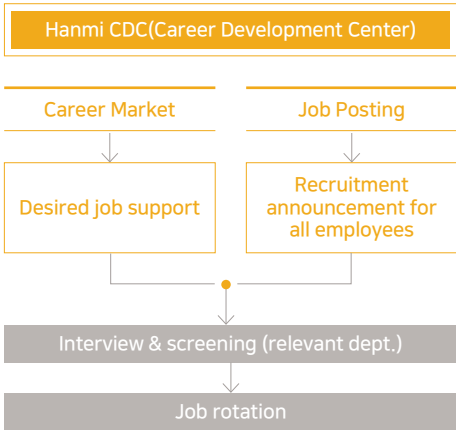 Hanmi CDC(Career Development Center)
Career Market
Job Posting
Desired job support
Recruitment
announcement for
all employees
Interview & screening (relevant dept.)
Job rotation